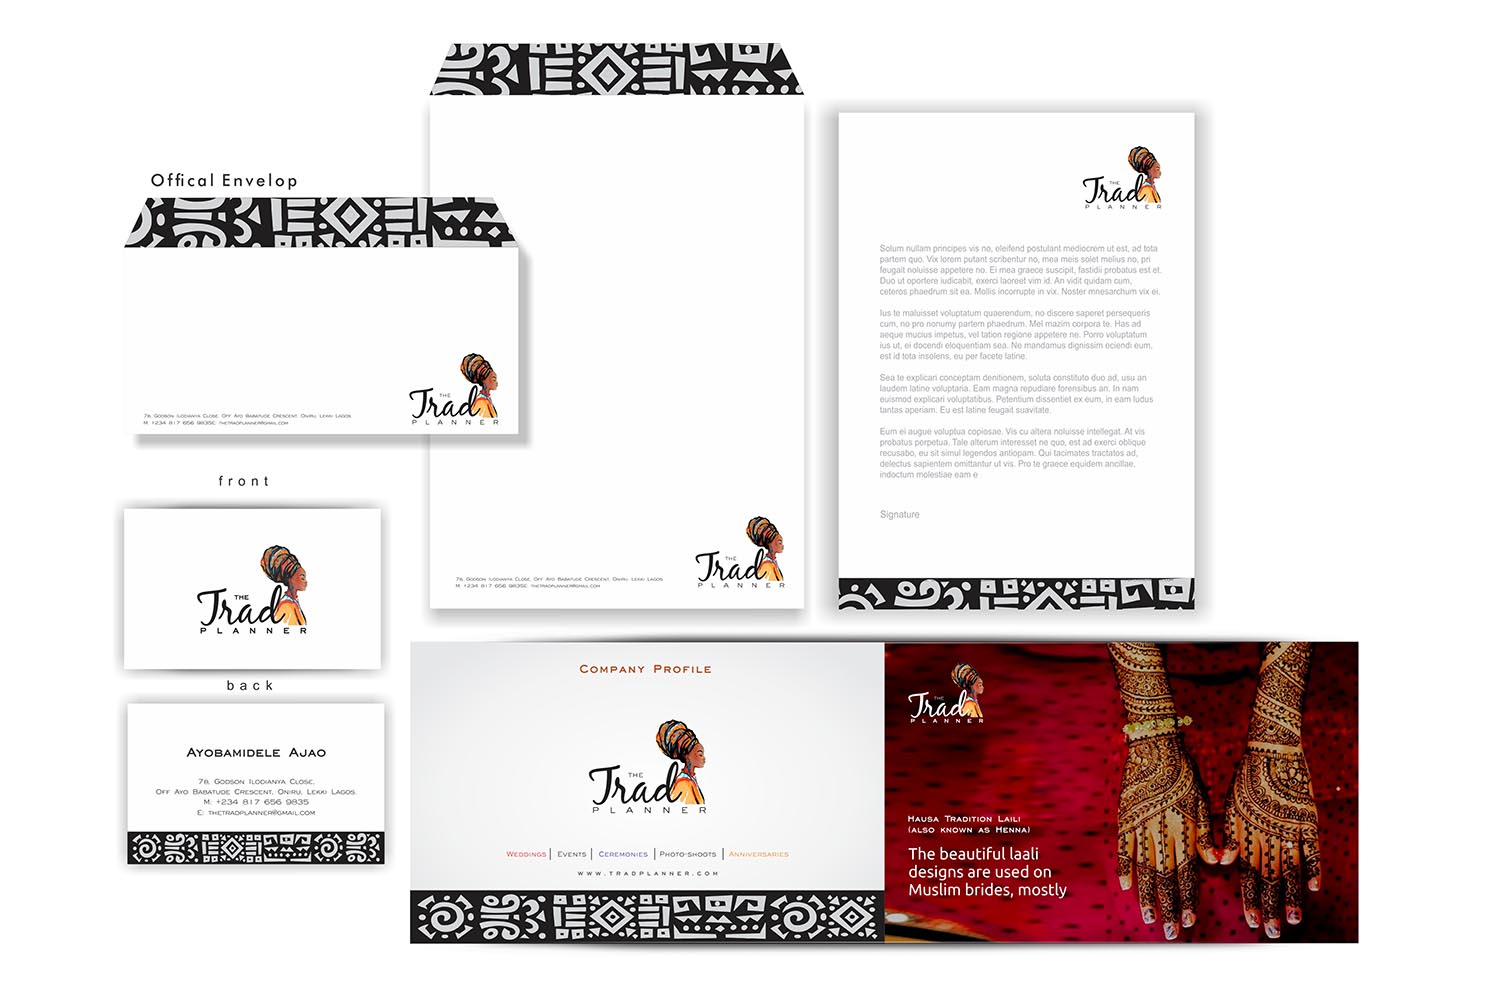 Offical Envelop
THE
Trad
PLANNER
7B, Godson Ilodianya Close, Off Ayo Babatude Crescent, Oniru, Lekki Lagos.
M: +234 817 656 9835E: thetradplanner@gmail.com
front
THE
Trad
PLANNER
back
Ayobamidele Ajao
7B, Godson Ilodianya Close,
Off Ayo Babatude Crescent, Oniru, Lekki Lagos.
M: +234 817 656 9835
E: thetradplanner@gmail.com
THE
Trad
PLANNER
7B, Godson Ilodianya Close, Off Ayo Babatude Crescent, Oniru, Lekki Lagos
M: +234 817 656 9835E: thetradplanner@gmail.com
THE
Trad
PLANNER
Solum nullam principes vis no, eleifend postulant mediocrem ut est, ad tota
partem quo. Vix lorem putant scribentur no, mea meis solet melius no, pri
feugait noluisse appetere no. Ei mea graece suscipit, fastidii probatus est et.
Duo ut oportere iudicabit, exerci laoreet vim id. An vidit quidam cum,
ceteros phaedrum sit ea. Mollis incorrupte in vix. Noster mnesarchum vix ei.
Ius te maluisset voluptatum quaerendum, no discere saperet persequeris
cum, no pro nonumy partem phaedrum. Mel mazim corpora te. Has ad
aeque mucius impetus, vel tation regione appetere ne. Porro voluptatum
ius ut, ei docendi eloquentiam sea. Ne mandamus dignissim eciendi eum,
est id tota insolens, eu per facete latine.
Sea te explicari conceptam denitionem, soluta constituto duo ad, usu an
laudem latine voluptaria. Eam magna repudiare forensibus an. In nam
euismod explicari voluptatibus. Petentium dissentiet ex eum, in eam ludus
tantas aperiam. Eu est latine feugait suavitate.
Eum ei augue voluptua copiosae. Vis cu altera noluisse intellegat. At vis
probatus perpetua. Tale alterum interesset ne quo, est ad exerci oblique
recusabo, eu sit simul legendos antiopam. Qui tacimates tractatos ad,
delectus sapientem omittantur ut vis. Pro te graece equidem ancillae,
indoctum molestiae eam e
Signature
Company Profile
THE
Trad
PLANNER
Weddings | Events | Ceremonies | Photo-shoots | Anniversaries
WWW.TRADPLANNER.COM
THE
Trad
PLANNER
Hausa Tradition Laili
(also known as Henna)
The beautiful laali
designs are used on
Muslim brides, mostly